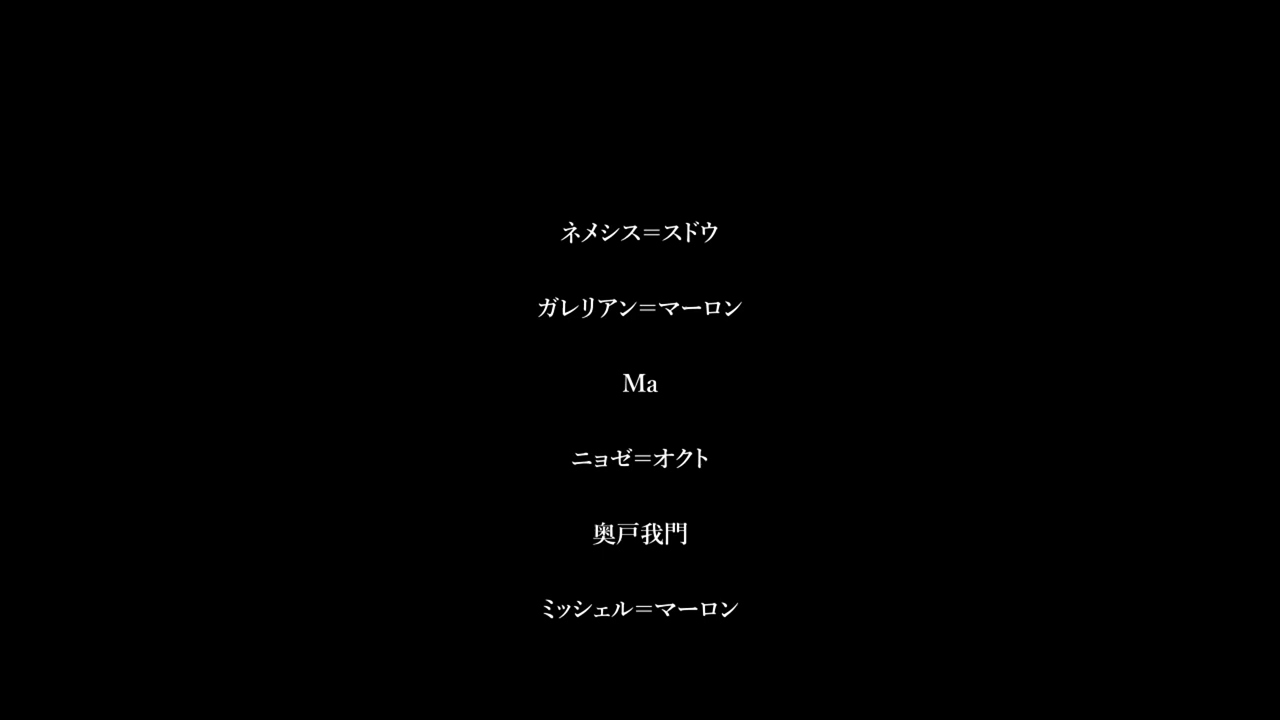 ネメシス＝スドウ
ガレリアン＝マーロン
Ma
ニョゼ＝オクト
奥戸我門
ミッシェル＝マーロン